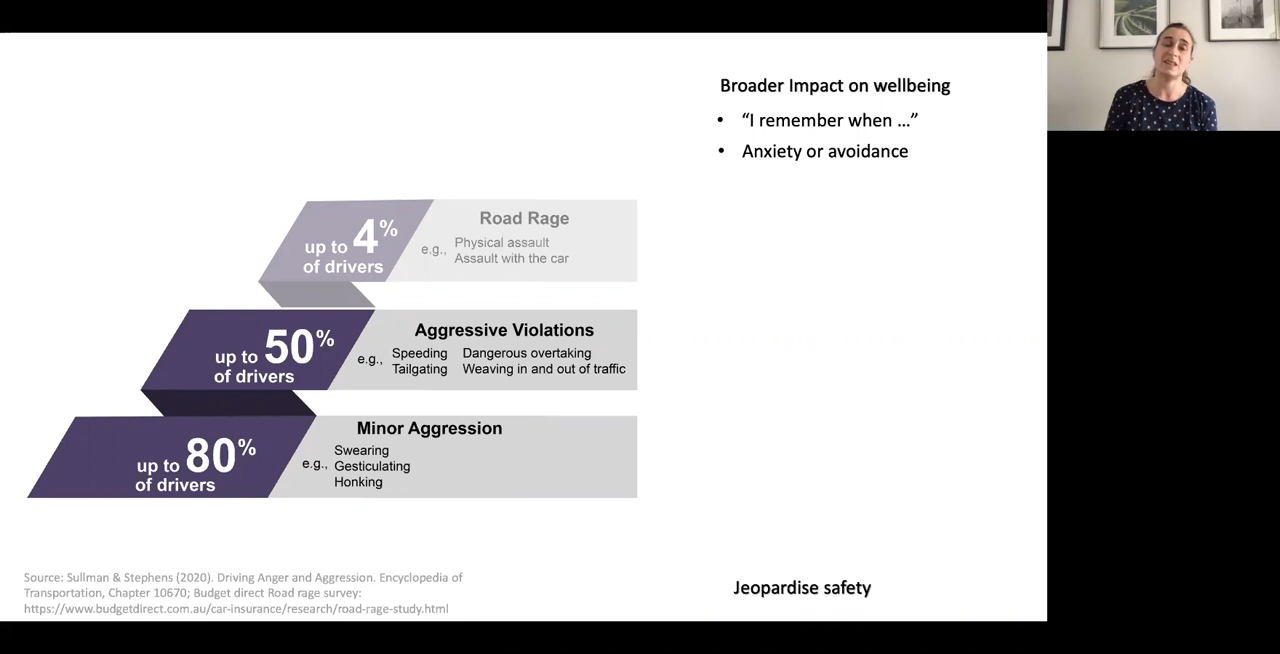 Broader Impact on wellbeing
• “I remember when ...”
• Anxiety or avoidance
up to 4%
of drivers
Road Rage
e.g., Physical assault
Assault with the car
up to 50%
of drivers
Aggressive Violations
e.g., Speeding Dangerous overtaking
Tailgating Weaving in and out of traffic
up to 80%
of drivers
Minor Aggression
Swearing
e.g., Gesticulating
Honking
Source: Sullman & Stephens (2020). Driving Anger and Aggression. Encyclopedia of
Transportation, Chapter 10670; Budget direct Road rage survey:
https://www.budgetdirect.com.au/car-insurance/research/road-rage-study.html
Jeopardise safety